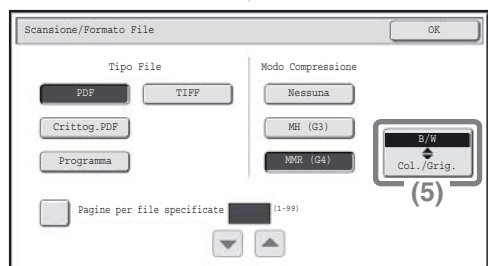 Scansione/Formato File
OK
Tipo File
Modo Compressione
PDF
TIFF
Nessuna
Crittog.PDF
MH (G3)
B/W
Col./Grig.
Programma
MMR (G4)
(5)
Pagine per file specificate
(1-99)